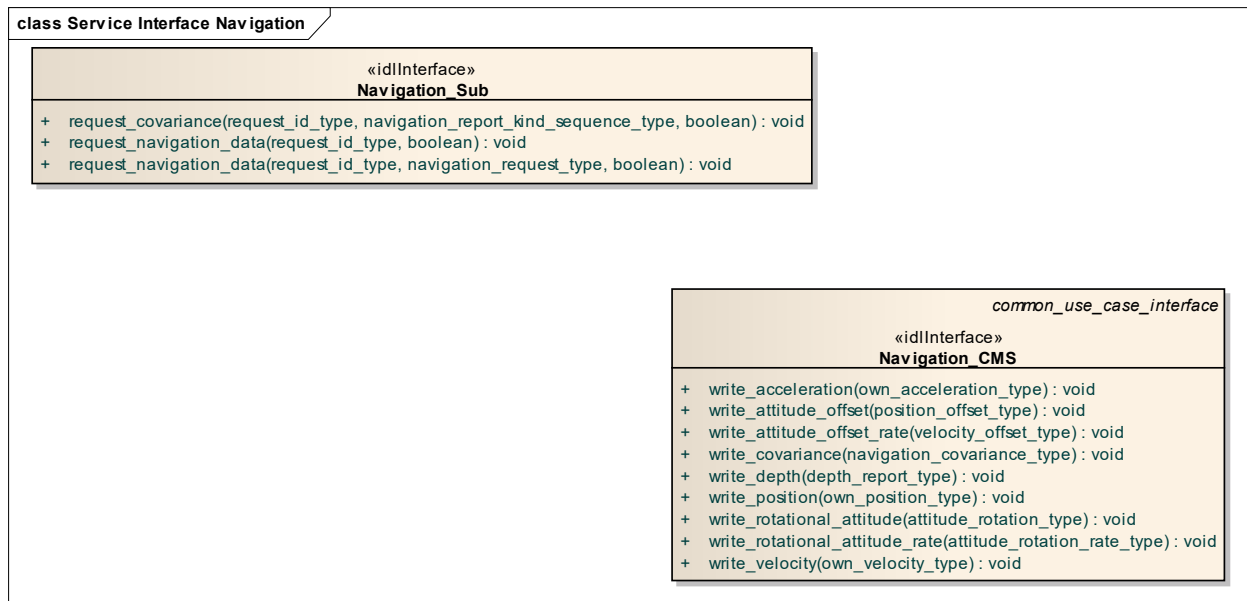 class Service Interface Navigation
«idlInterface»
Navigation_Sub
+ request_covariance(request_id_type, navigation_report_kind_sequence_type, boolean) : void
+ request_navigation_data(request_id_type, boolean) : void
+ request_navigation_data(request_id_type, navigation_request_type, boolean) : void
common_use_case_interface
«idlInterface»
Navigation_CMS
+ write_acceleration(own_acceleration_type) : void
+ write_attitude_offset(position_offset_type) : void
+ write_attitude_offset_rate(velocity_offset_type) : void
+ write_covariance(navigation_covariance_type) : void
+ write_depth(depth_report_type) : void
+ write_position(own_position_type) : void
+ write_rotational_attitude(attitude_rotation_type) : void
+ write_rotational_attitude_rate(attitude_rotation_rate_type) : void
+ write_velocity(own_velocity_type) : void